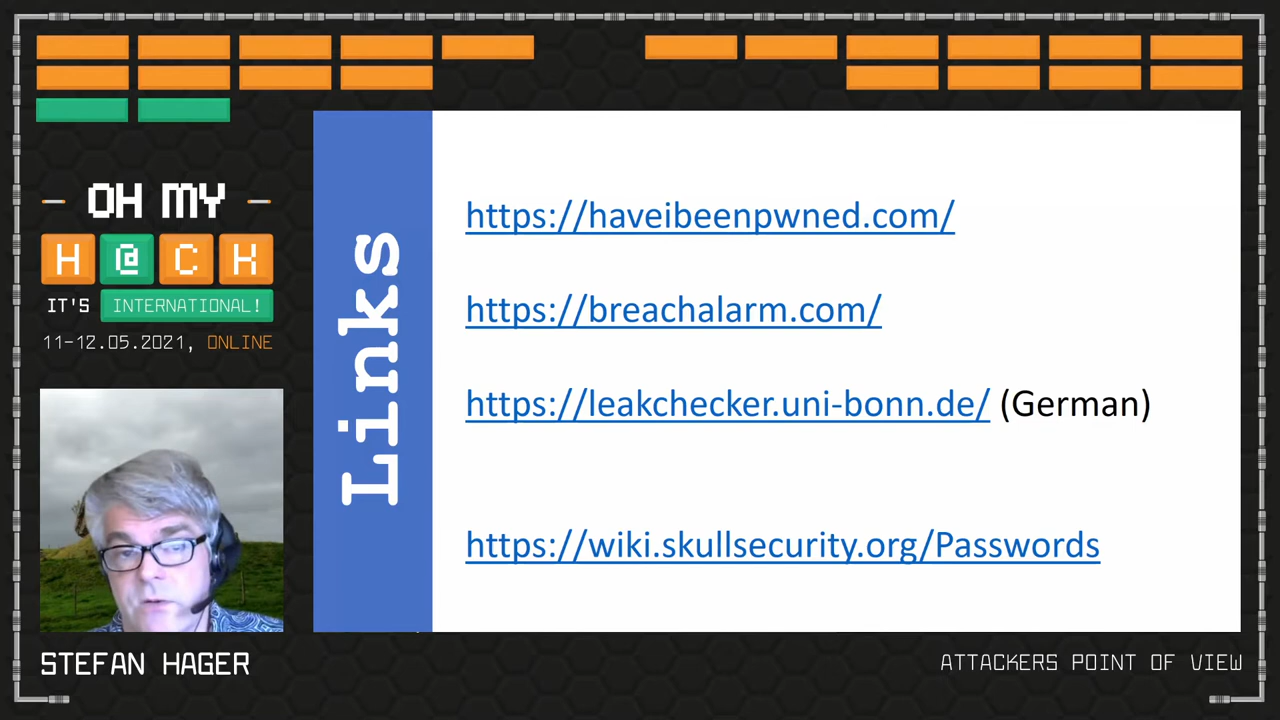 OH MY
H@CK
IT'S INTERNATIONAL!
11-12.05.2021, ONLINE
Links
https://haveibeenpwned.com/
https://breachalarm.com/
https://leakchecker.uni-bonn.de/ (German)
https://wiki.skullsecurity.org/Passwords
STEFAN HAGER
ATTACKERS POINT OF VIEW